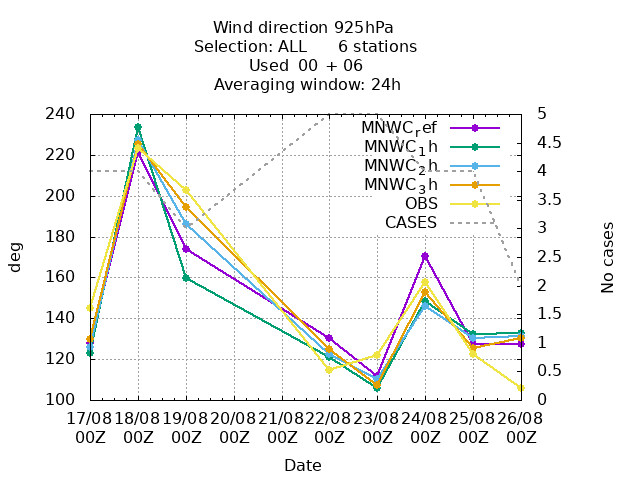 Wind direction 925hPa
Selection: ALL      6 stations
Used  00  + 06
Averaging window: 24h
240
220
200
180
160
140
120
100
deg
5
4.5
4
3.5
3
2.5
2
1.5
1
0.5
0
No cases
MNWC_ref
MNWC_1h
MNWC_2h
MNWC_3h
OBS
CASES
17/08 18/08 19/08 20/08 21/08 22/08 23/08 24/08 25/08 26/08
00Z 00Z 00Z 00Z 00Z 00Z 00Z 00Z 00Z 00Z
Date